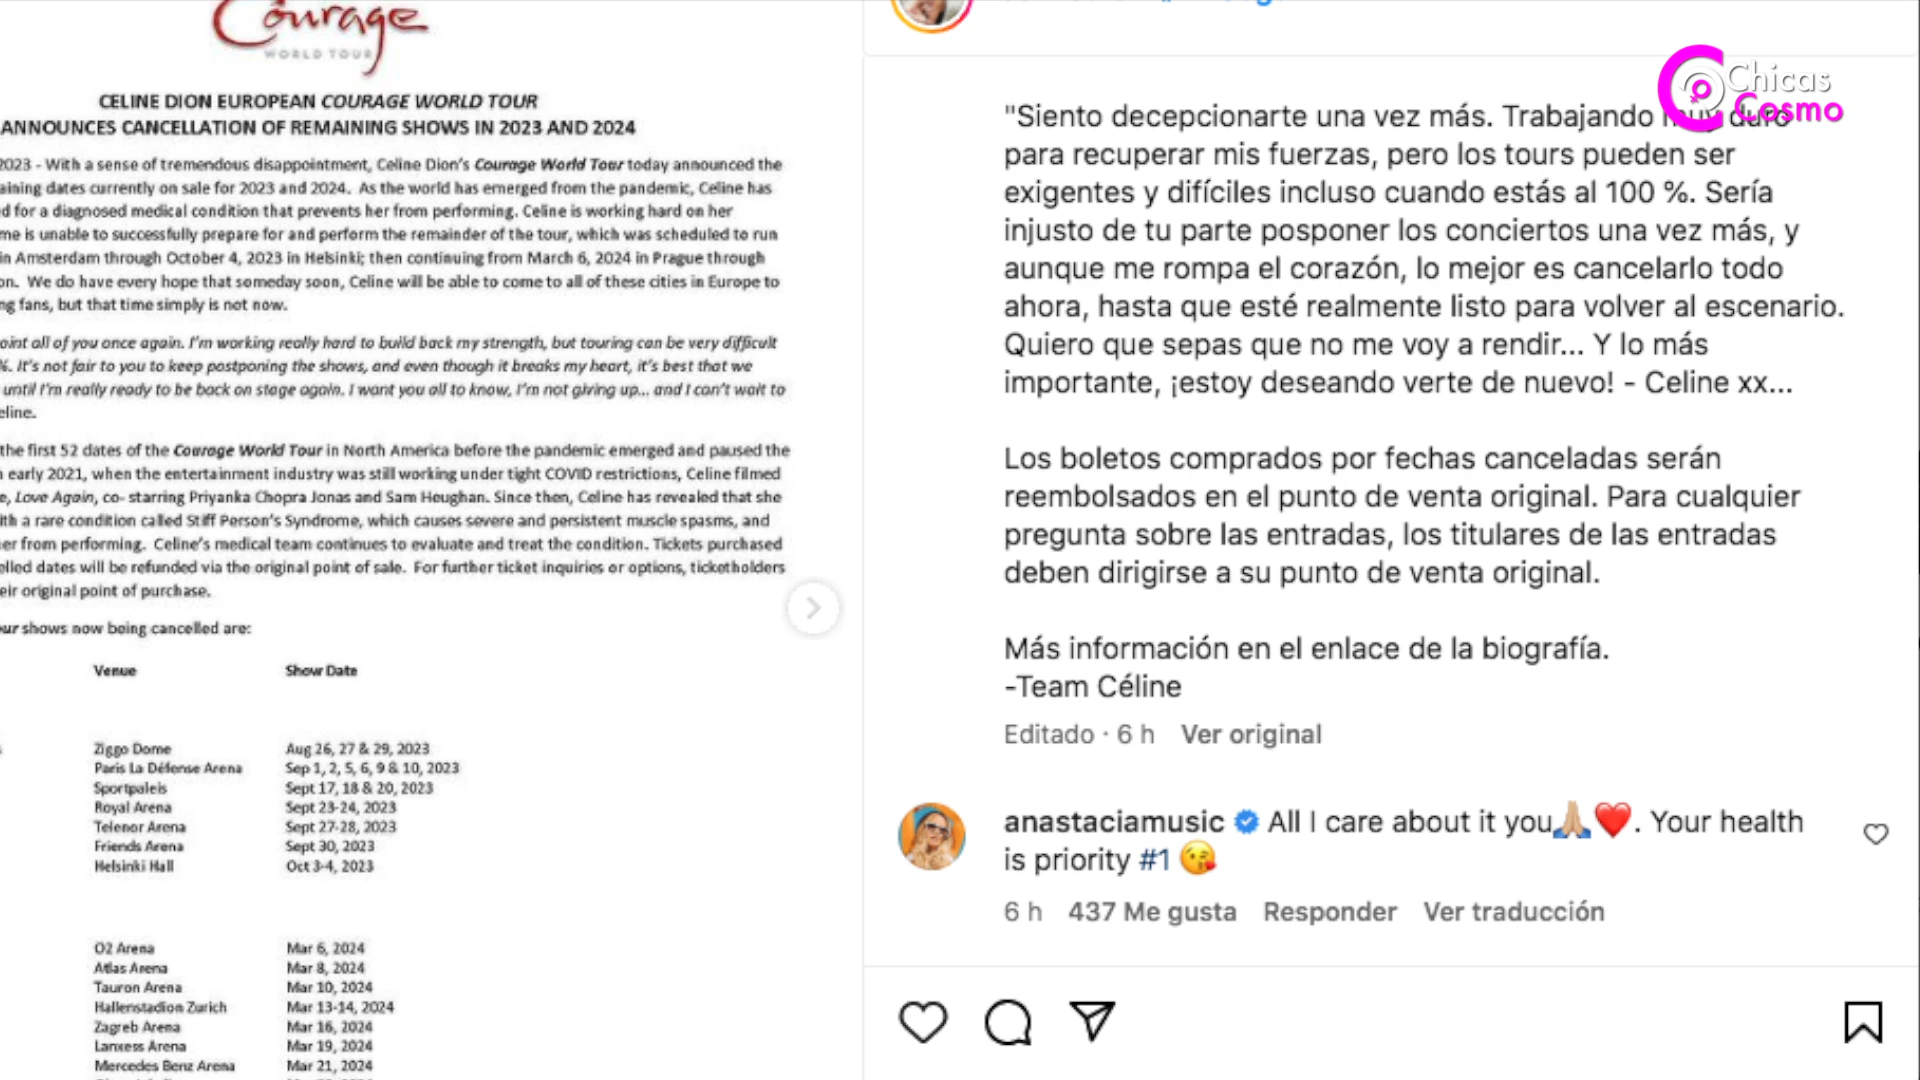 Courage
WORLD TOUR
CELINE DION EUROPEAN COURAGE WORLD TOUR
ANNOUNCES CANCELLATION OF REMAINING SHOWS IN 2023 AND 2024
2023 - With a sense of tremendous disappointment, Celine Dion's Courage World Tour today announced the
aining dates currently on sale for 2023 and 2024. As the world has emerged from the pandemic, Celine has
d for a diagnosed medical condition that prevents her from performing. Celine is working hard on her
me is unable to successfully prepare for and perform the remainder of the tour, which was scheduled to run
in Amsterdam through October 4, 2023 in Helsinki; then continuing from March 6, 2024 in Prague through
on. We do have every hope that someday soon, Celine will be able to come to all of these cities in Europe to
ng fans, but that time simply is not now.
oint all of you once again. I'm working really hard to build back my strength, but touring can be very difficult
%. It's not fair to you to keep postponing the shows, and even though it breaks my heart, it's best that we
until I'm really ready to be back on stage again. I want you all to know, I'm not giving up... and I can't wait to
eline.
the first 52 dates of the Courage World Tour in North America before the pandemic emerged and paused the
n early 2021, when the entertainment industry was still working under tight COVID restrictions, Celine filmed
e, Love Again, co- starring Priyanka Chopra Jonas and Sam Heughan. Since then, Celine has revealed that she
ith a rare condition called Stiff Person's Syndrome, which causes severe and persistent muscle spasms, and
er from performing. Celine's medical team continues to evaluate and treat the condition. Tickets purchased
elled dates will be refunded via the original point of sale. For further ticket inquiries or options, ticketholders
eir original point of purchase.
our shows now being cancelled are:
Venue Show Date
Ziggo Dome Aug 26, 27 & 29, 2023
Paris La Défense Arena Sep 1, 2, 5, 6, 9 & 10, 2023
Sportpaleis Sept 17, 18 & 20, 2023
Royal Arena Sept 23-24, 2023
Telenor Arena Sept 27-28, 2023
Friends Arena Sept 30, 2023
Helsinki Hall Oct 3-4, 2023
O2 Arena Mar 6, 2024
Atlas Arena Mar 8, 2024
Tauron Arena Mar 10, 2024
Hallenstadion Zurich Mar 13-14, 2024
Zagreb Arena Mar 16, 2024
Lanxess Arena Mar 19, 2024
Mercedes Benz Arena Mar 21, 2024
Chicas
Cosmo
"Siento decepcionarte una vez más. Trabajando muy duro
para recuperar mis fuerzas, pero los tours pueden ser
exigentes y difíciles incluso cuando estás al 100 %. Sería
injusto de tu parte posponer los conciertos una vez más, y
aunque me rompa el corazón, lo mejor es cancelarlo todo
ahora, hasta que esté realmente listo para volver al escenario.
Quiero que sepas que no me voy a rendir... Y lo más
importante, ¡estoy deseando verte de nuevo! - Celine xx...
Los boletos comprados por fechas canceladas serán
reembolsados en el punto de venta original. Para cualquier
pregunta sobre las entradas, los titulares de las entradas
deben dirigirse a su punto de venta original.
Más información en el enlace de la biografía.
-Team Céline
Editado · 6 h Ver original
anastaciamusic All I care about it you🙏🏼❤️. Your health
is priority #1 😘
6 h 437 Me gusta Responder Ver traducción